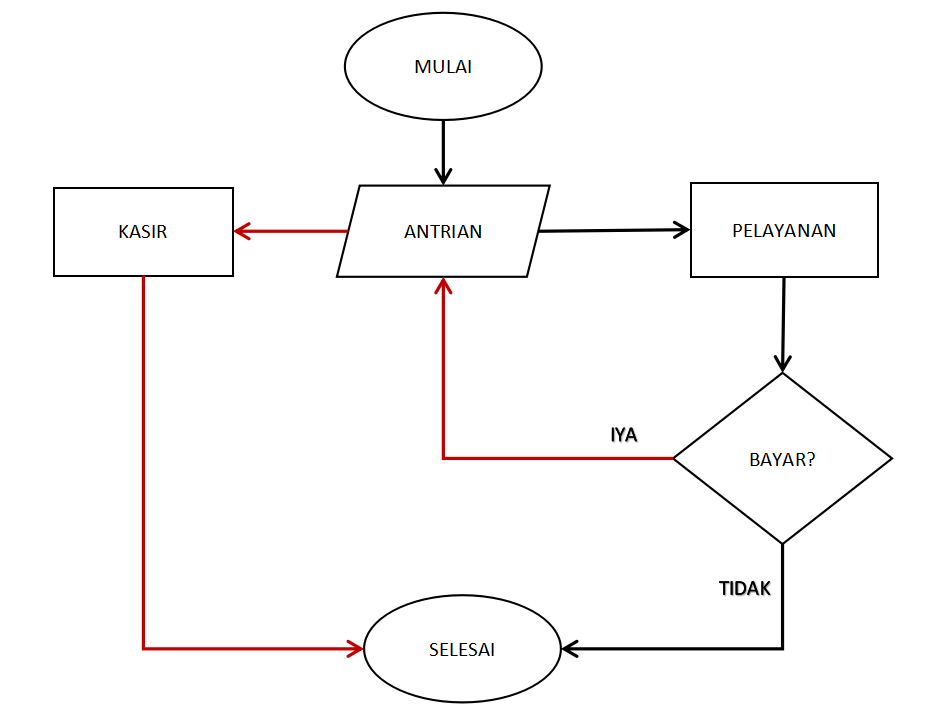 MULAI
KASIR
ANTRIAN
PELAYANAN
IYA
BAYAR?
TIDAK
SELESAI